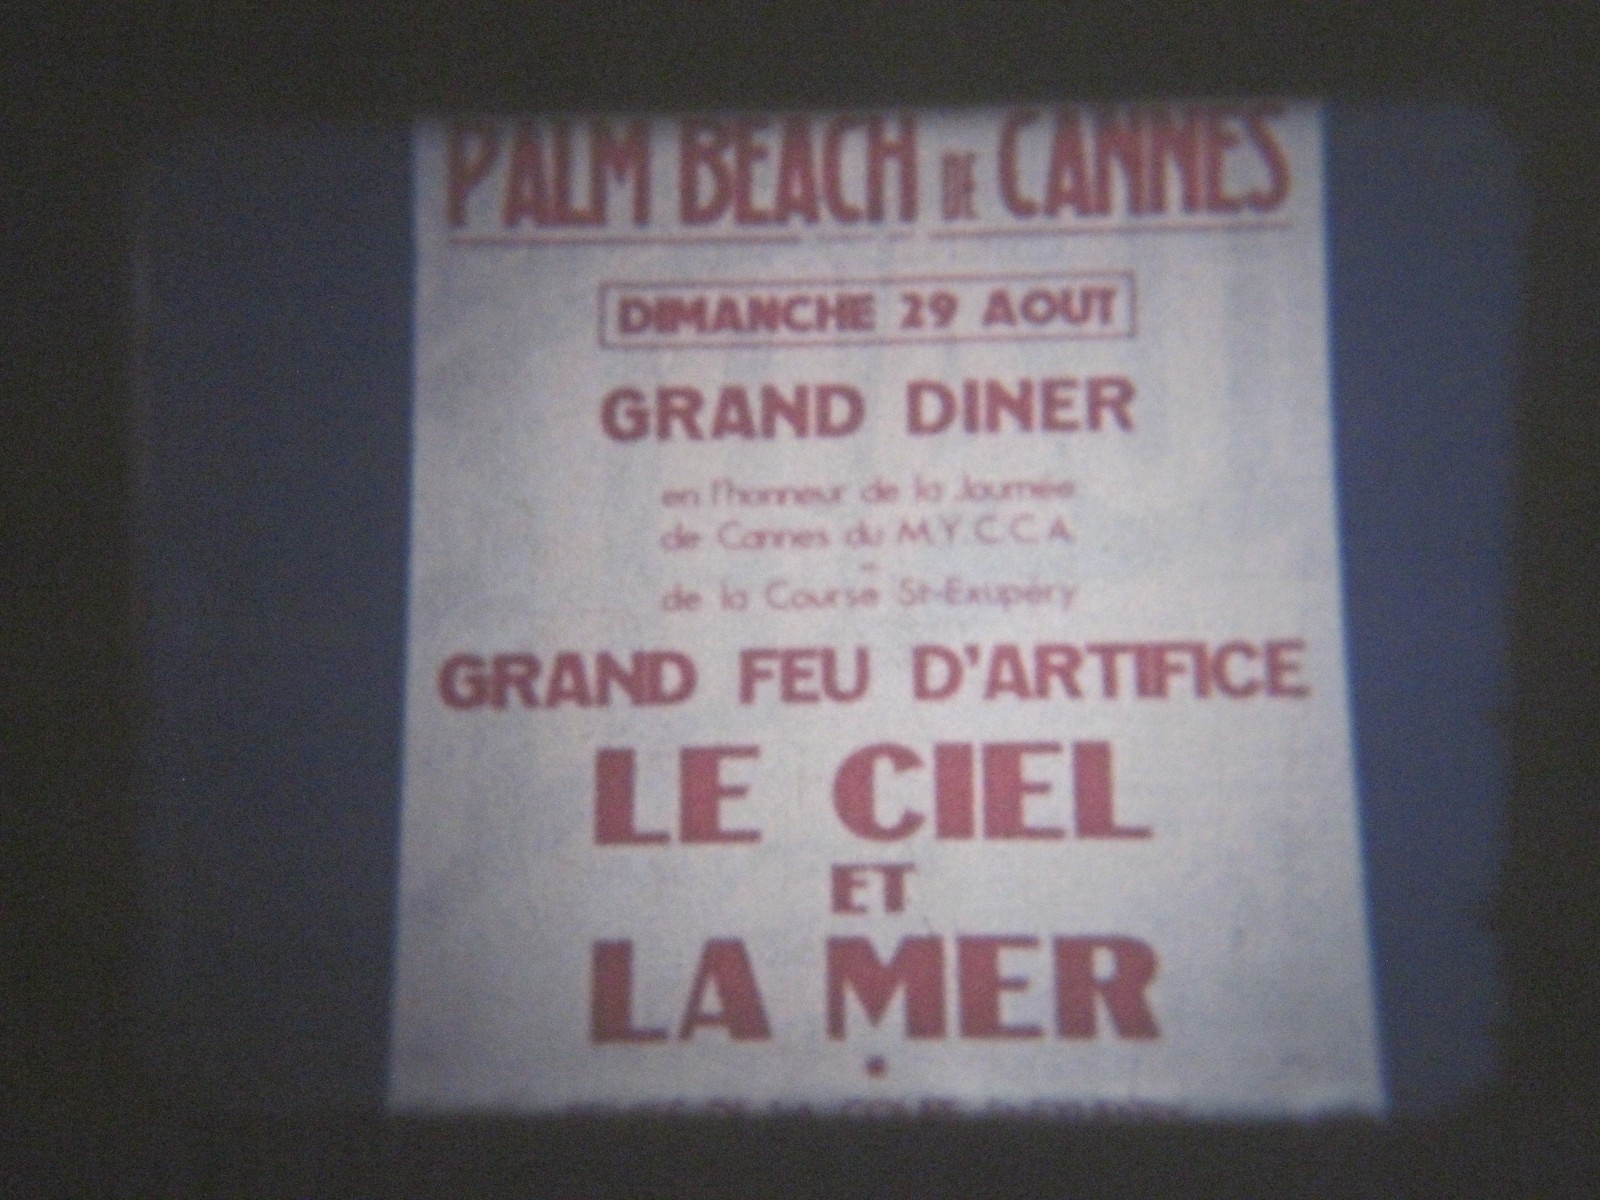 PALM BEACH DE CANNES
DIMANCHE 29 AOUT
GRAND DINER
en l'honneur de la Journée
de Cannes du M.Y.C.C.A.
-
de la Course St-Exupéry
GRAND FEU D'ARTIFICE
LE CIEL
ET
LA MER